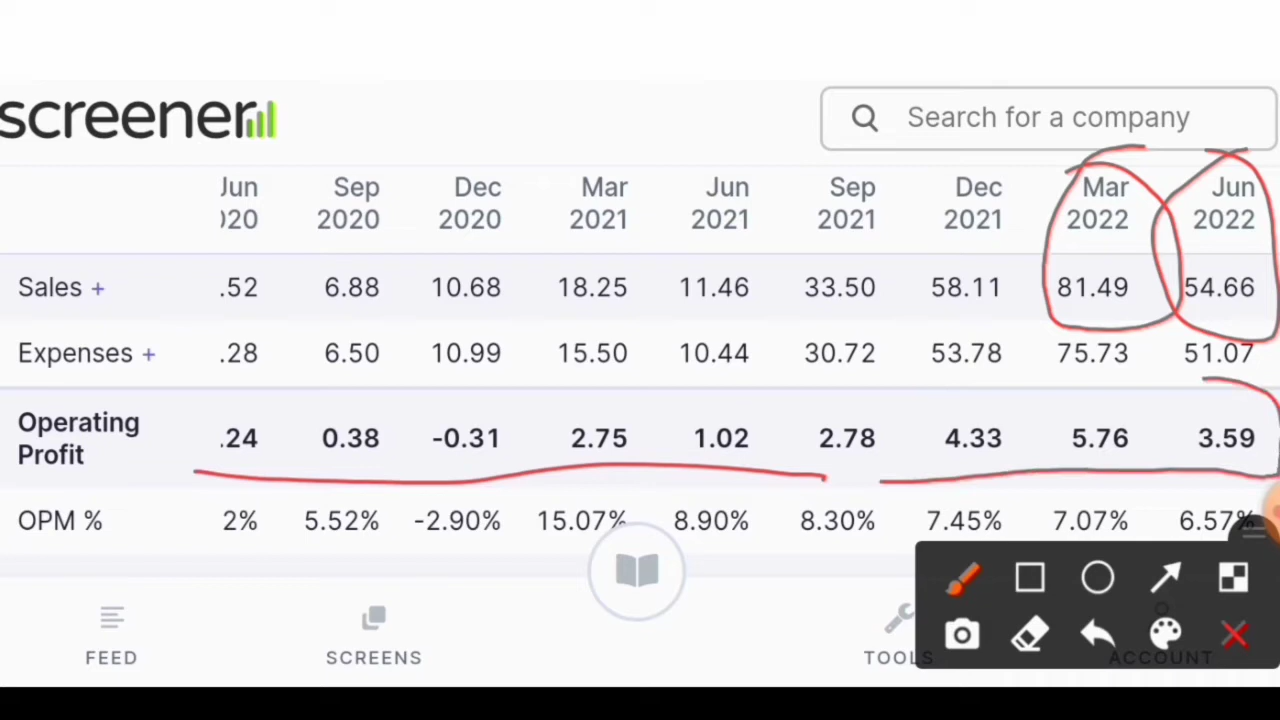 screener
Search for a company
Jun Sep Dec Mar Jun Sep Dec Mar Jun
020 2020 2020 2021 2021 2021 2021 2022 2022
Sales + .52 6.88 10.68 18.25 11.46 33.50 58.11 81.49 54.66
Expenses + .28 6.50 10.99 15.50 10.44 30.72 53.78 75.73 51.07
Operating
Profit .24 0.38 -0.31 2.75 1.02 2.78 4.33 5.76 3.59
OPM % 2% 5.52% -2.90% 15.07% 8.90% 8.30% 7.45% 7.07% 6.57%
FEED SCREENS TOOLS ACCOUNT